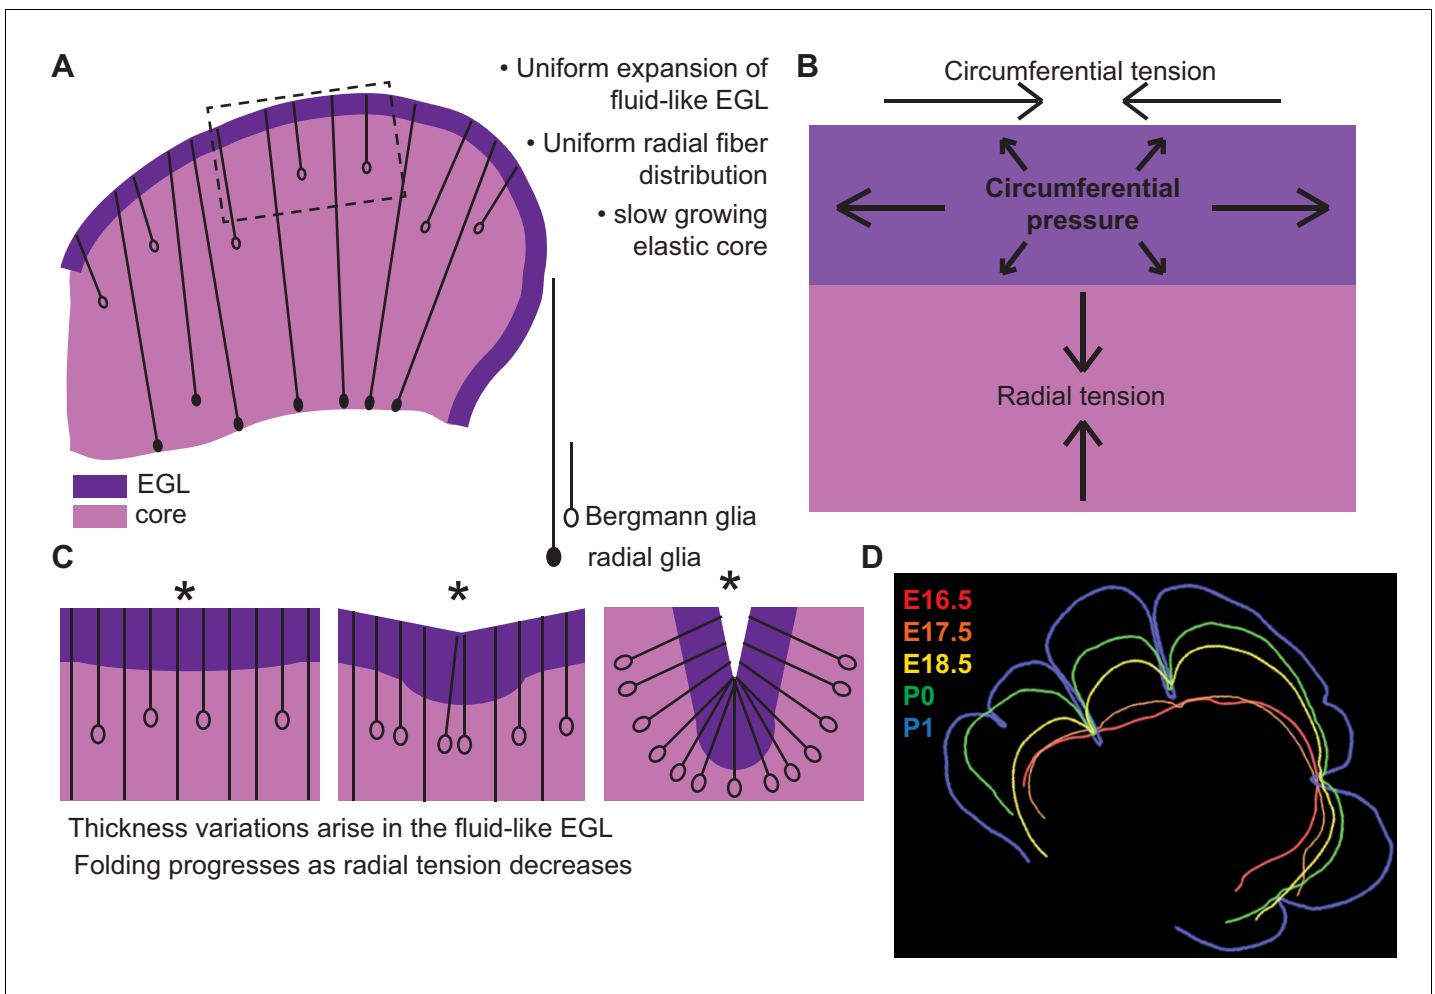 A
• Uniform expansion of
fluid-like EGL
• Uniform radial fiber
distribution
• slow growing
elastic core
EGL
core
Bergmann glia
radial glia
B
Circumferential tension
Circumferential
pressure
Radial tension
C
*
*
*
Thickness variations arise in the fluid-like EGL
Folding progresses as radial tension decreases
D
E16.5
E17.5
E18.5
P0
P1